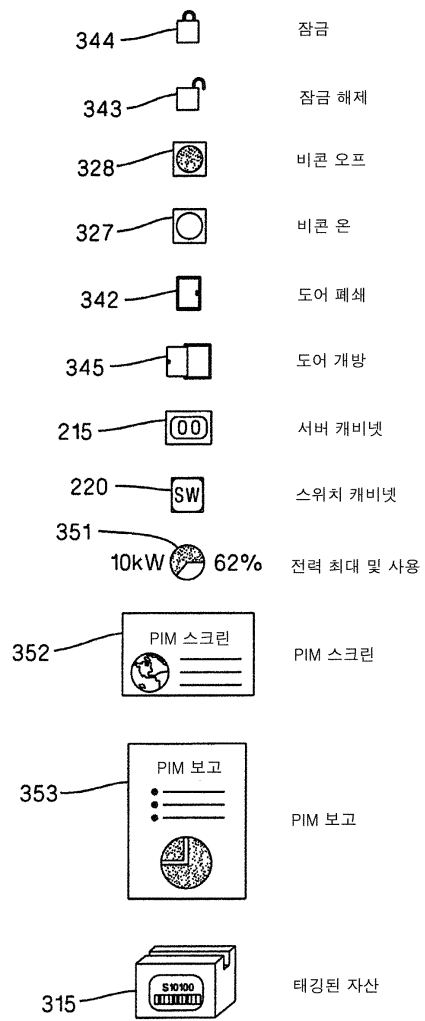 344 잠금
343 잠금 해제
328 비콘 오프
327 비콘 온
342 도어 폐쇄
345 도어 개방
215 00 서버 캐비넷
220 SW 스위치 캐비넷
351
10kW 62% 전력 최대 및 사용
352 PIM 스크린 PIM 스크린
PIM 보고
353 PIM 보고
S10100
315 태깅된 자산